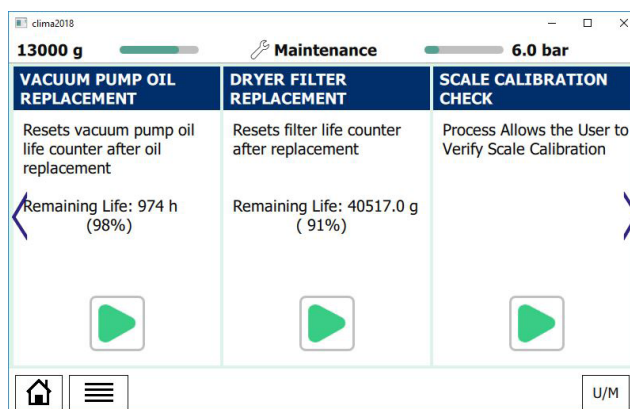 clima2018
13000 g
Maintenance
6.0 bar
VACUUM PUMP OIL
REPLACEMENT
Resets vacuum pump oil
life counter after oil
replacement
Remaining Life: 974 h
(98%)
DRYER FILTER
REPLACEMENT
Resets filter life counter
after replacement
Remaining Life: 40517.0 g
( 91%)
SCALE CALIBRATION
CHECK
Process Allows the User to
Verify Scale Calibration
U/M